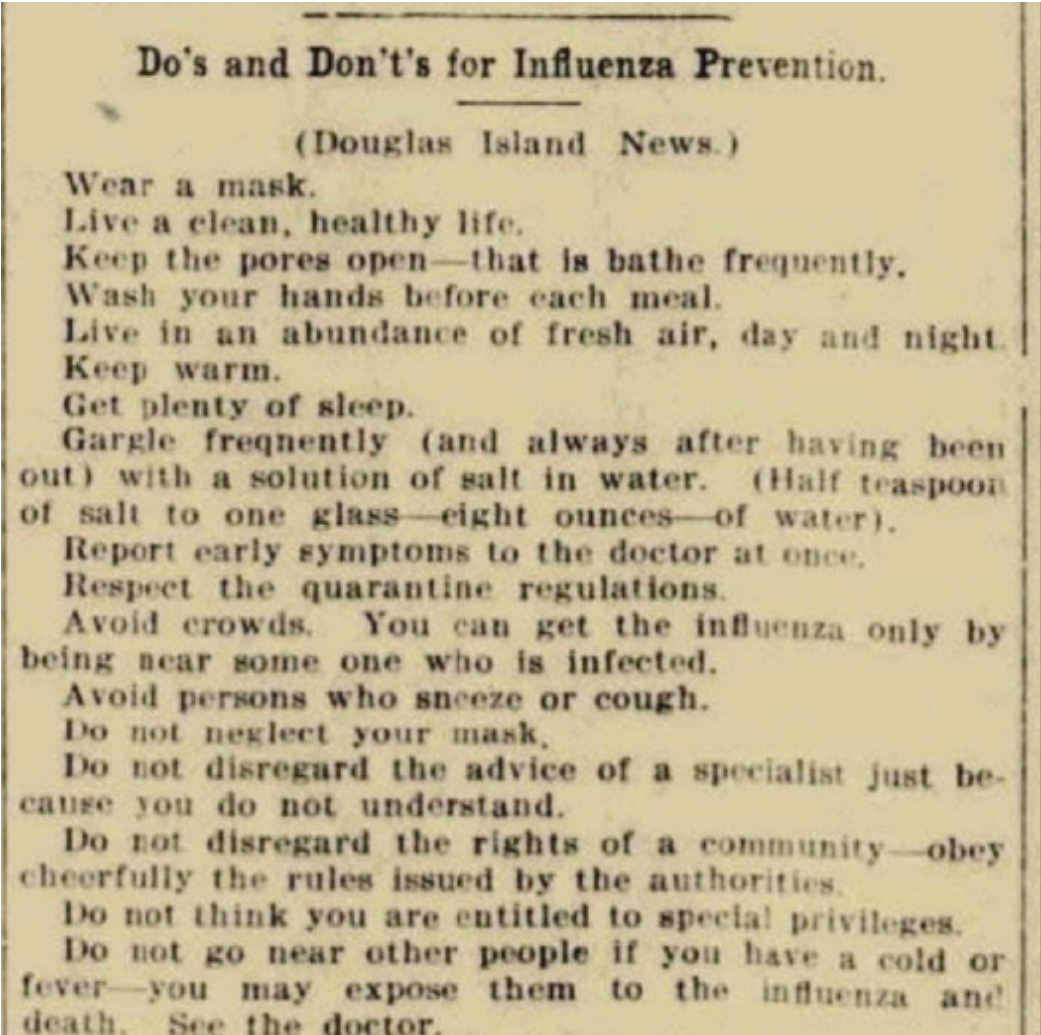 Do's and Don't's for Influenza Prevention.
(Douglas Island News.)
Wear a mask.
Live a clean, healthy life.
Keep the pores open—that is bathe frequently.
Wash your hands before each meal.
Live in an abundance of fresh air, day and night.
Keep warm.
Get plenty of sleep.
Gargle freqnently (and always after having been
out) with a solution of salt in water. (Half teaspoon
of salt to one glass—eight ounces—of water).
Report early symptoms to the doctor at once.
Respect the quarantine regulations.
Avoid crowds. You can get the influenza only by
being near some one who is infected.
Avoid persons who sneeze or cough.
Do not neglect your mask.
Do not disregard the advice of a specialist just be-
cause you do not understand.
Do not disregard the rights of a community—obey
cheerfully the rules issued by the authorities.
Do not think you are entitled to special privileges.
Do not go near other people if you have a cold or
fever—you may expose them to the influenza and
death. See the doctor.